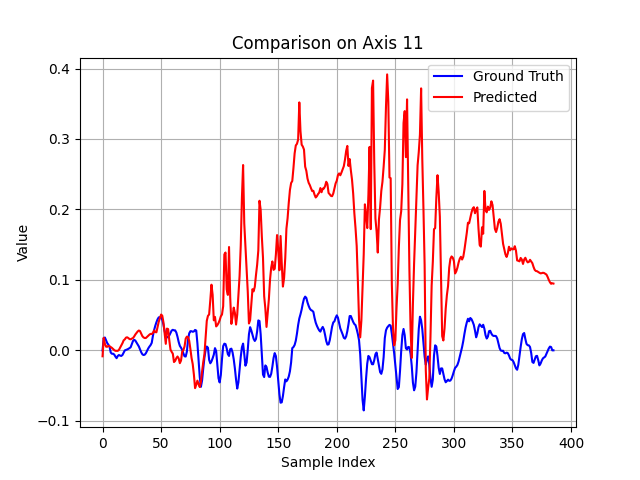 Comparison on Axis 11
Ground Truth
Predicted
0.4
0.3
0.2
0.1
0.0
−0.1
Value
0 50 100 150 200 250 300 350 400
Sample Index